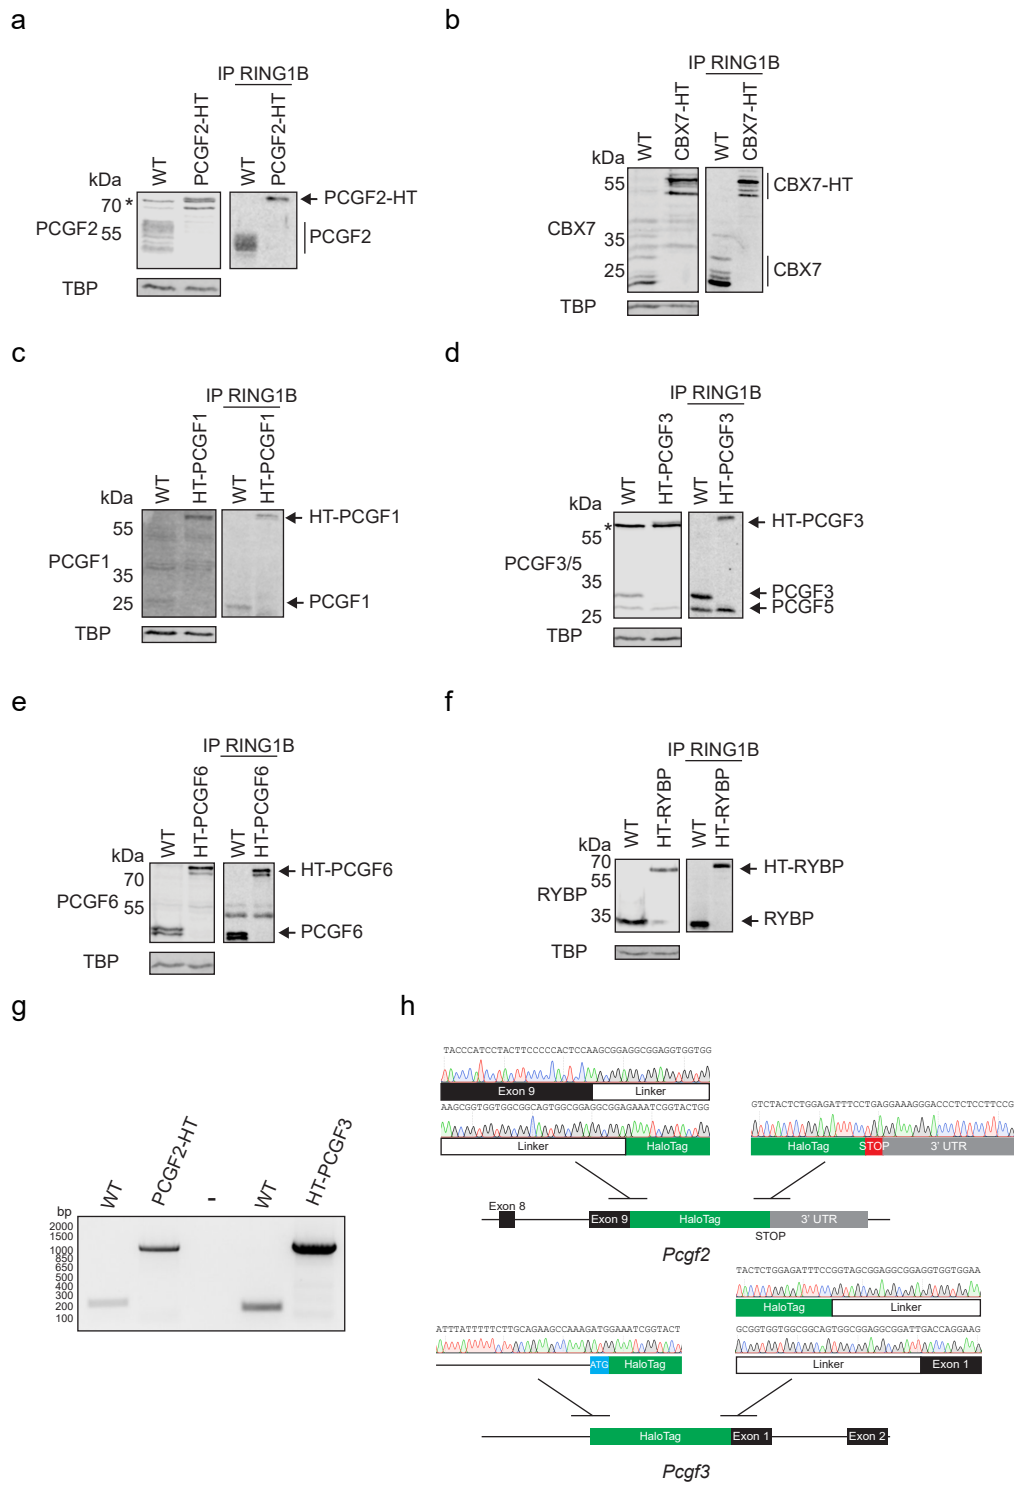 a
IP RING1B
WT
PCGF2-HT
WT
PCGF2-HT
kDa
70
*
PCGF2
55
PCGF2-HT
PCGF2
TBP
b
IP RING1B
WT
CBX7-HT
WT
CBX7-HT
kDa
55
CBX7
35
25
CBX7-HT
CBX7
TBP
c
IP RING1B
WT
HT-PCGF1
WT
HT-PCGF1
kDa
55
PCGF1
35
25
HT-PCGF1
PCGF1
TBP
d
IP RING1B
WT
HT-PCGF3
WT
HT-PCGF3
kDa
*
55
PCGF3/5
35
25
HT-PCGF3
PCGF3
PCGF5
TBP
e
IP RING1B
WT
HT-PCGF6
WT
HT-PCGF6
kDa
70
PCGF6
55
HT-PCGF6
PCGF6
TBP
f
IP RING1B
WT
HT-RYBP
WT
HT-RYBP
kDa
70
55
RYBP
35
HT-RYBP
RYBP
TBP
g
WT
PCGF2-HT
-
WT
HT-PCGF3
bp
2000
1500
1000
850
650
500
400
300
200
100
h
TACCCATCCTACTTCCCCCACTCCAAGCGGAGGCGGAGGTGGTGG
Exon 9 Linker
AAGCGGTGGTGGCGGCAGTGGCGGAGGCGGAGAAATCGGTACTGG
Linker HaloTag
GTCTACTCTGGAGATTTCCTGAGGAAAGGGACCCTCTCCTTCCG
HaloTag STOP 3' UTR
Exon 8
Exon 9 HaloTag 3' UTR
STOP
Pcgf2
TACTCTGGAGATTTCCGGTAGCGGAGGCGGAGGTGGTGGAA
HaloTag Linker
GCGGTGGTGGCGGCAGTGGCGGAGGCGGATTGACCAGGAAG
Linker Exon 1
ATTTATTTTTCTTGCAGAAGCCAAAGATGGAAATCGGTACT
ATG HaloTag
HaloTag Exon 1 Exon 2
Pcgf3